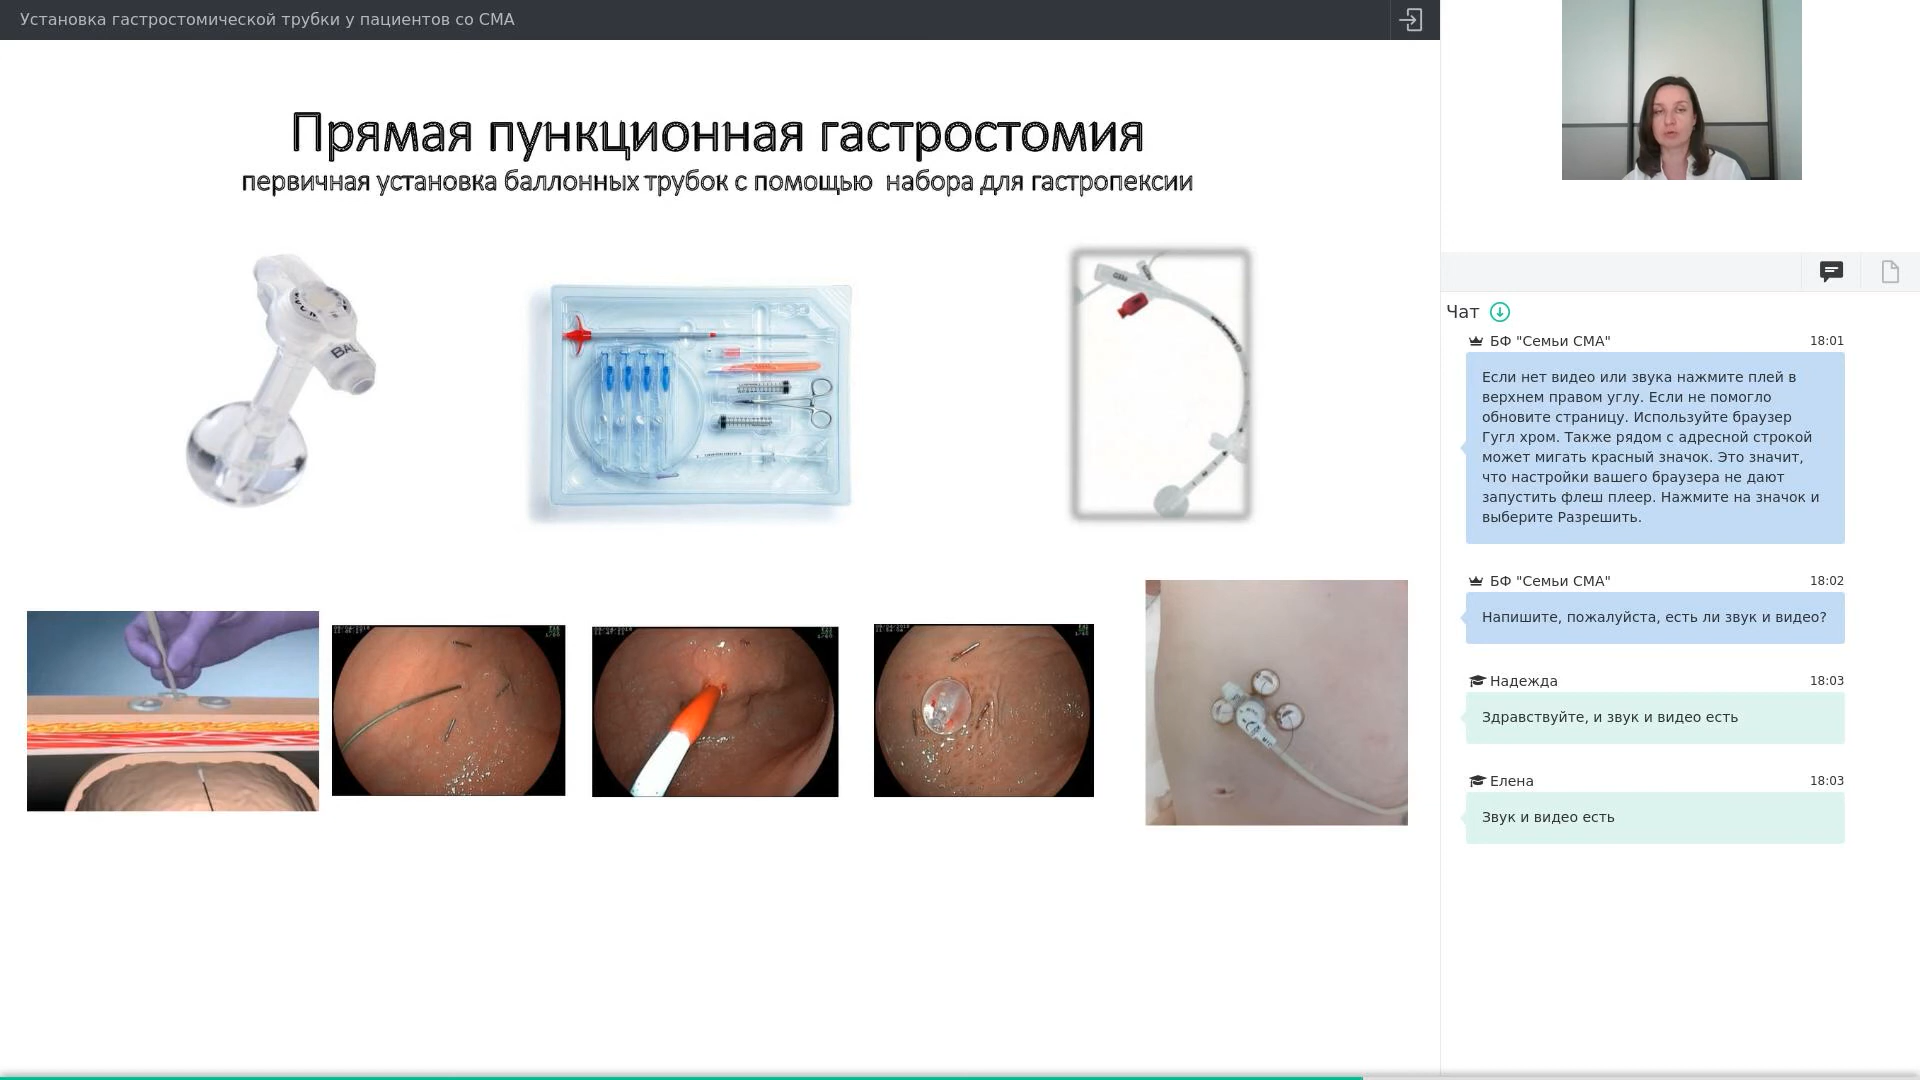 Установка гастростомической трубки у пациентов со СМА
Прямая пункционная гастростомия
первичная установка баллонных трубок с помощью набора для гастропексии
BAL
Чат
БФ "Семьи СМА" 18:01
Если нет видео или звука нажмите плей в
верхнем правом углу. Если не помогло
обновите страницу. Используйте браузер
Гугл хром. Также рядом с адресной строкой
может мигать красный значок. Это значит,
что настройки вашего браузера не дают
запустить флеш плеер. Нажмите на значок и
выберите Разрешить.
БФ "Семьи СМА" 18:02
Напишите, пожалуйста, есть ли звук и видео?
Надежда 18:03
Здравствуйте, и звук и видео есть
Елена 18:03
Звук и видео есть